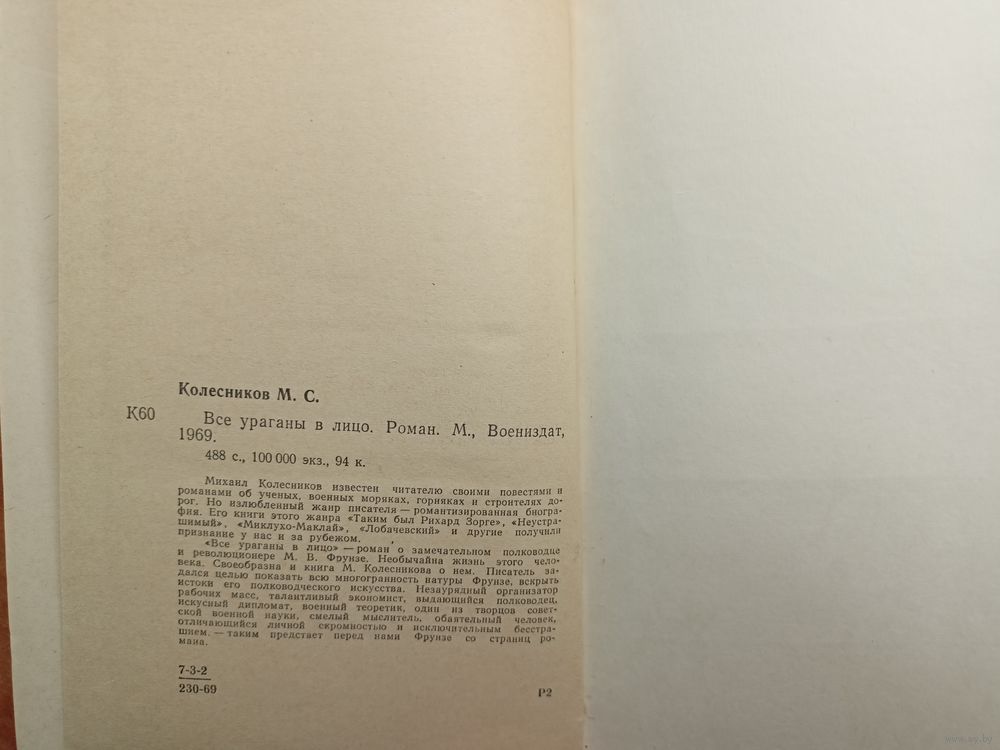 Колесников М. С.
К60
Все ураганы в лицо. Роман. М., Воениздат,
1969.
488 с., 100 000 экз., 94 к.
Михаил Колесников известен читателю своими повестями и
романами об ученых, военных моряках, горняках и строителях до-
рог. Но излюбленный жанр писателя — романтизированная биогра-
фия. Его книги этого жанра «Таким был Рихард Зорге», «Неустра-
шимый», «Миклухо-Маклай», «Лобачевский» и другие получили
признание у нас и за рубежом.
«Все ураганы в лицо» — роман о замечательном полководце
и революционере М. В. Фрунзе. Необычайна жизнь этого чело-
века. Своеобразна и книга М. Колесникова о нем. Писатель за-
дался целью показать всю многогранность натуры Фрунзе, вскрыть
истоки его полководческого искусства. Незаурядный организатор
рабочих масс, талантливый экономист, выдающийся полководец,
искусный дипломат, военный теоретик, один из творцов совет-
ской военной науки, смелый мыслитель, обаятельный человек,
отличающийся личной скромностью и исключительным бесстра-
шием, — таким предстает перед нами Фрунзе со страниц ро-
мана.
7-3-2
230-69
Р2
www.ay.by